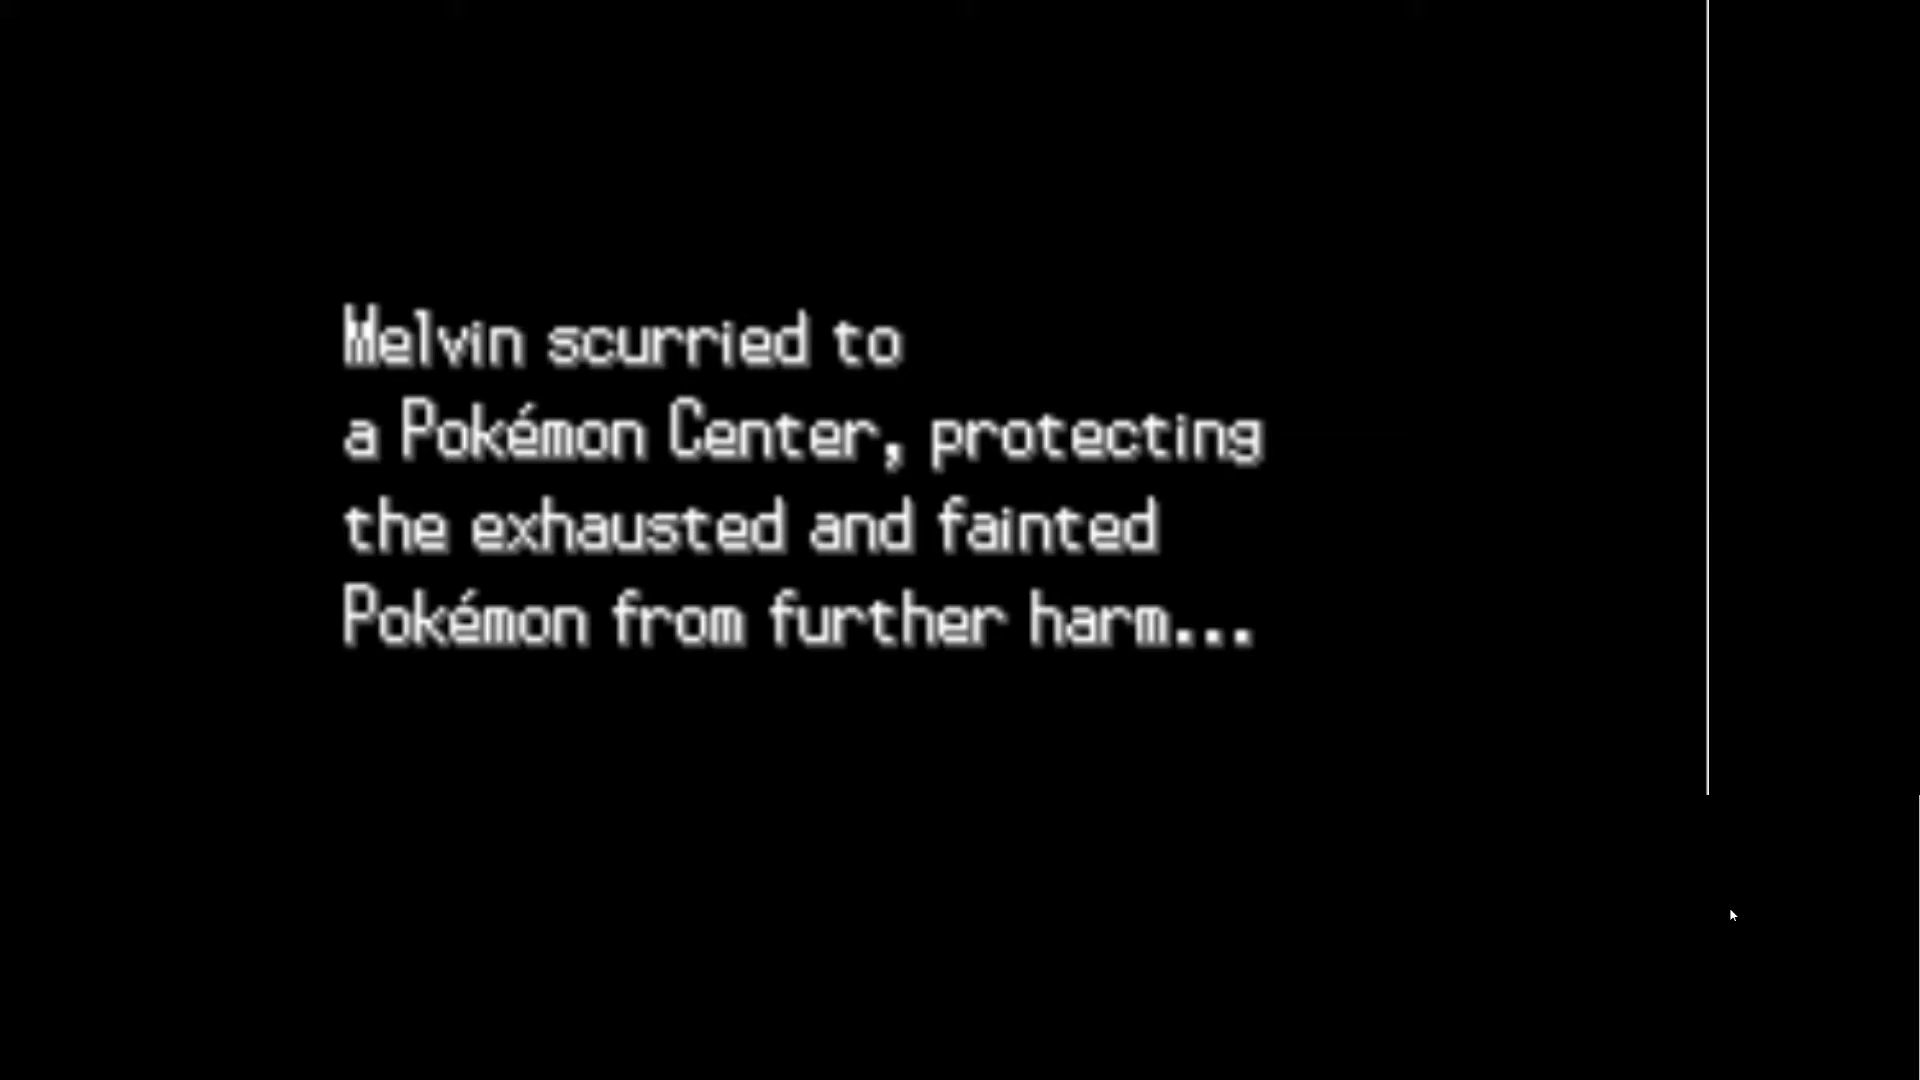 Melvin scurried to
a Pokémon Center, protecting
the exhausted and fainted
Pokémon from further harm...